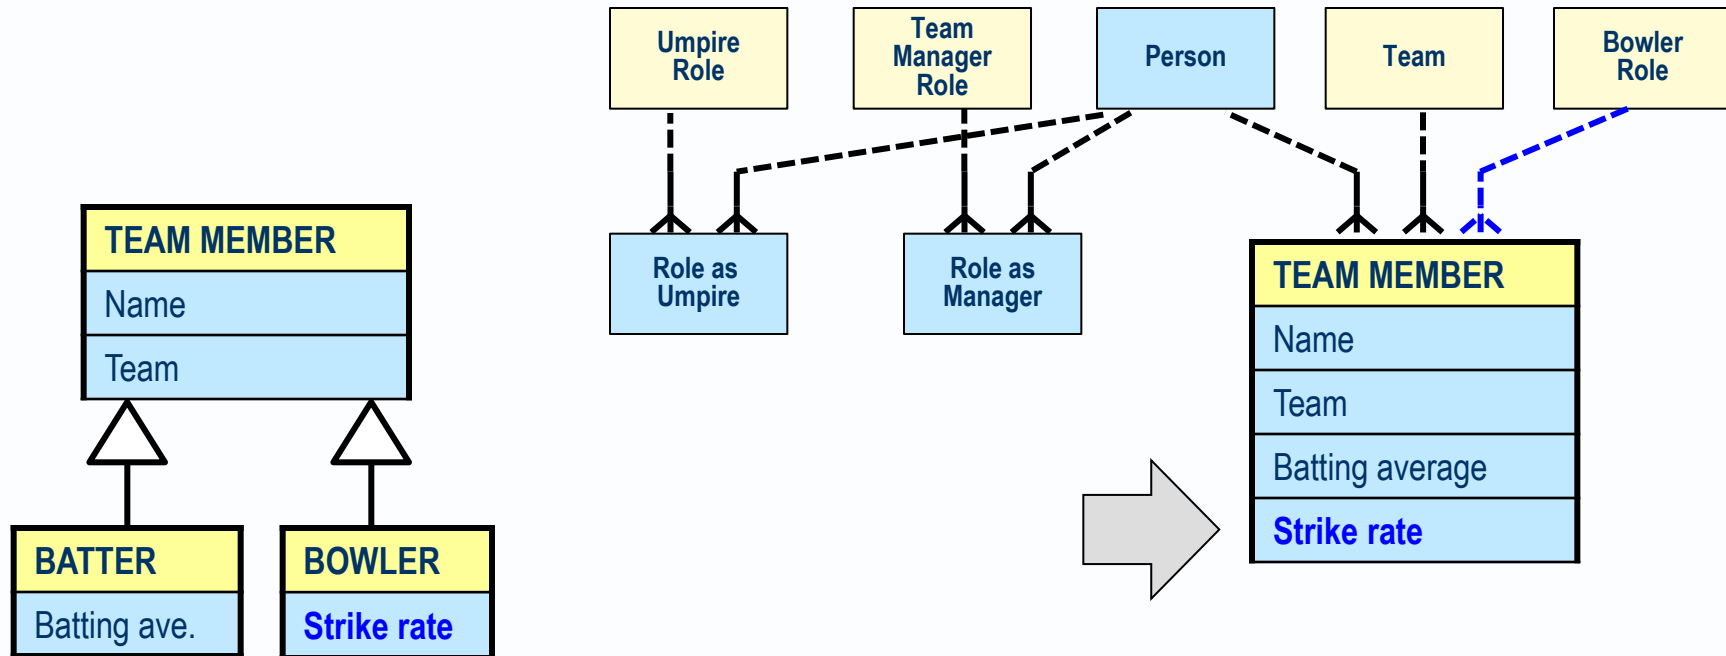 Umpire
Role
Team
Manager
Role
Person
Team
Bowler
Role
Role as
Umpire
Role as
Manager
TEAM MEMBER
Name
Team
BATTER
Batting ave.
BOWLER
Strike rate
TEAM MEMBER
Name
Team
Batting average
Strike rate